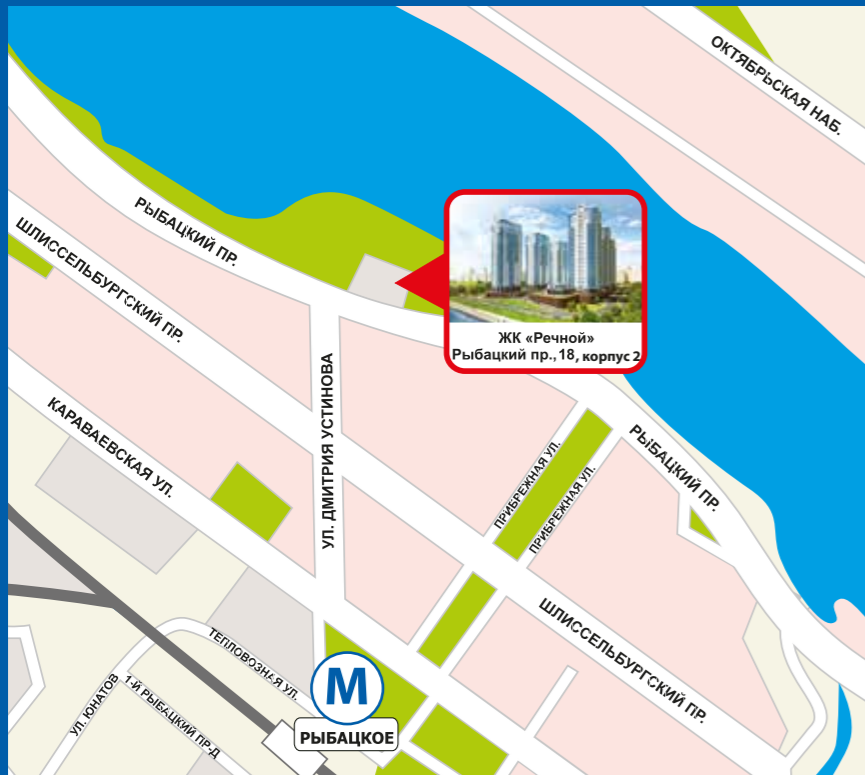 ОКТЯБРЬСКАЯ НАБ.
РЫБАЦКИЙ ПР.
ШЛИССЕЛЬБУРГСКИЙ ПР.
ЖК «Речной»
Рыбацкий пр., 18, корпус 2
УЛ. ДМИТРИЯ УСТИНОВА
КАРАВАЕВСКАЯ УЛ.
РЫБАЦКИЙ ПР.
ПРИБРЕЖНАЯ УЛ.
ПРИБРЕЖНАЯ УЛ.
ШЛИССЕЛЬБУРГСКИЙ ПР.
ТЕПЛОВОЗНАЯ УЛ.
УЛ. ЮНАТОВ
1-Й РЫБАЦКИЙ ПР-Д
М
РЫБАЦКОЕ